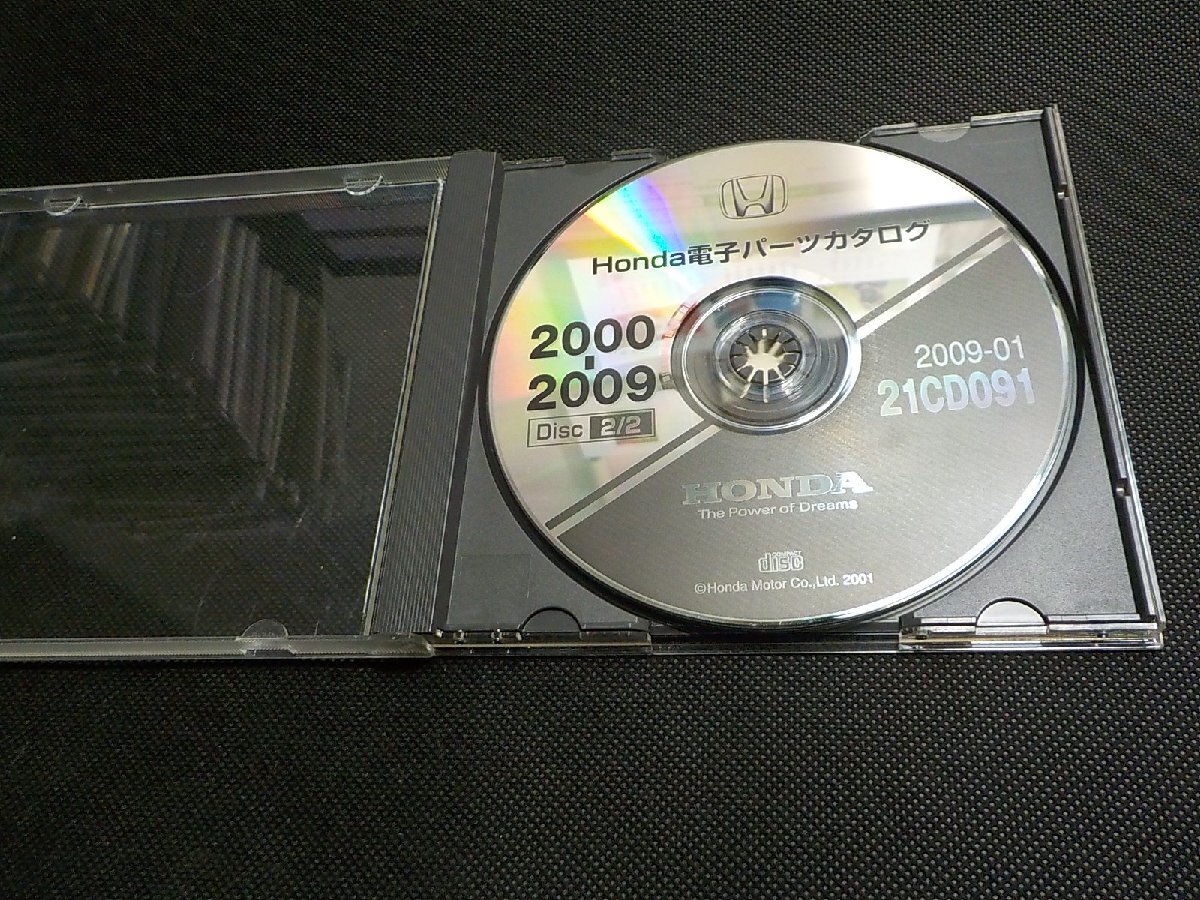 Honda電子パーツカタログ
2000-
2009
Disc 2/2
2009-01
21CD091
HONDA
The Power of Dreams
COMPACT
disc
©Honda Motor Co.,Ltd. 2001